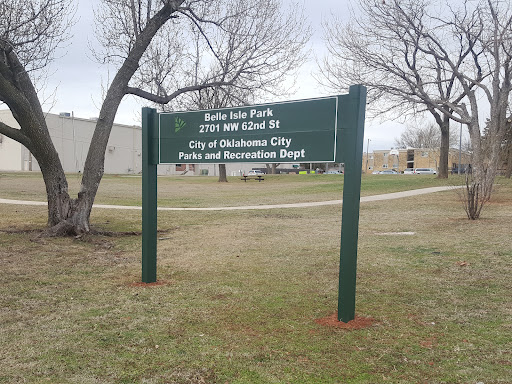 Belle Isle Park
2701 NW 62nd St
City of Oklahoma City
Parks and Recreation Dept